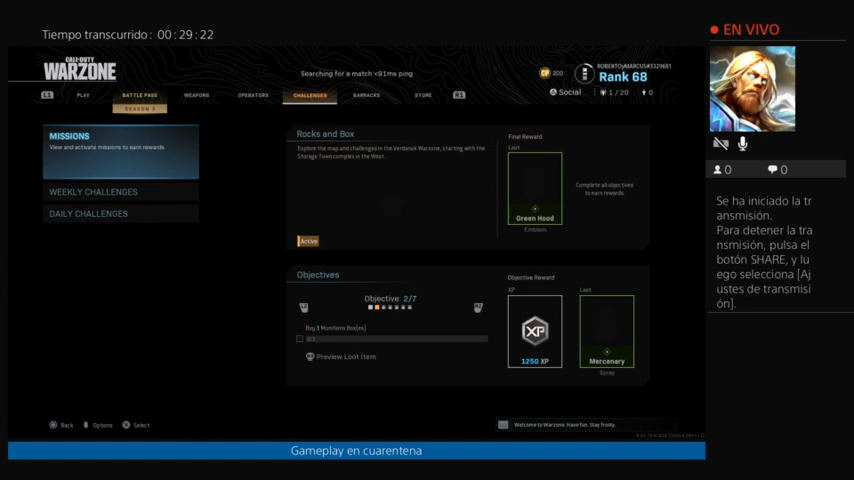 Tiempo transcurrido: 00:29:22
EN VIVO
CALL OF DUTY
WARZONE
Searching for a match <91ms ping
200
ROBERTOyMARCUS#3329681
Rank 68
Social
1 / 20
0
L1
PLAY
BATTLE PASS
SEASON 3
WEAPONS
OPERATORS
CHALLENGES
BARRACKS
STORE
R1
0
0
MISSIONS
View and activate missions to earn rewards.
WEEKLY CHALLENGES
DAILY CHALLENGES
Rocks and Box
Explore the map and challenges in the Verdansk Warzone, starting with the
Storage Town complex in the West.
Active
Final Reward
Loot
Green Hood
Emblem
Complete all objectives
to earn rewards
Se ha iniciado la tr
ansmisión.
Para detener la tra
nsmisión, pulsa el
botón SHARE, y lu
ego selecciona [Aj
ustes de transmisi
ón].
Objectives
Objective: 2/7
Buy 3 Munitions Box[es]
0/3
Preview Loot Item
Objective Reward
XP
XP
1250 XP
Loot
Mercenary
Spray
Back
Options
Select
Welcome to Warzone. Have fun. Stay frosty.
Gameplay en cuarentena